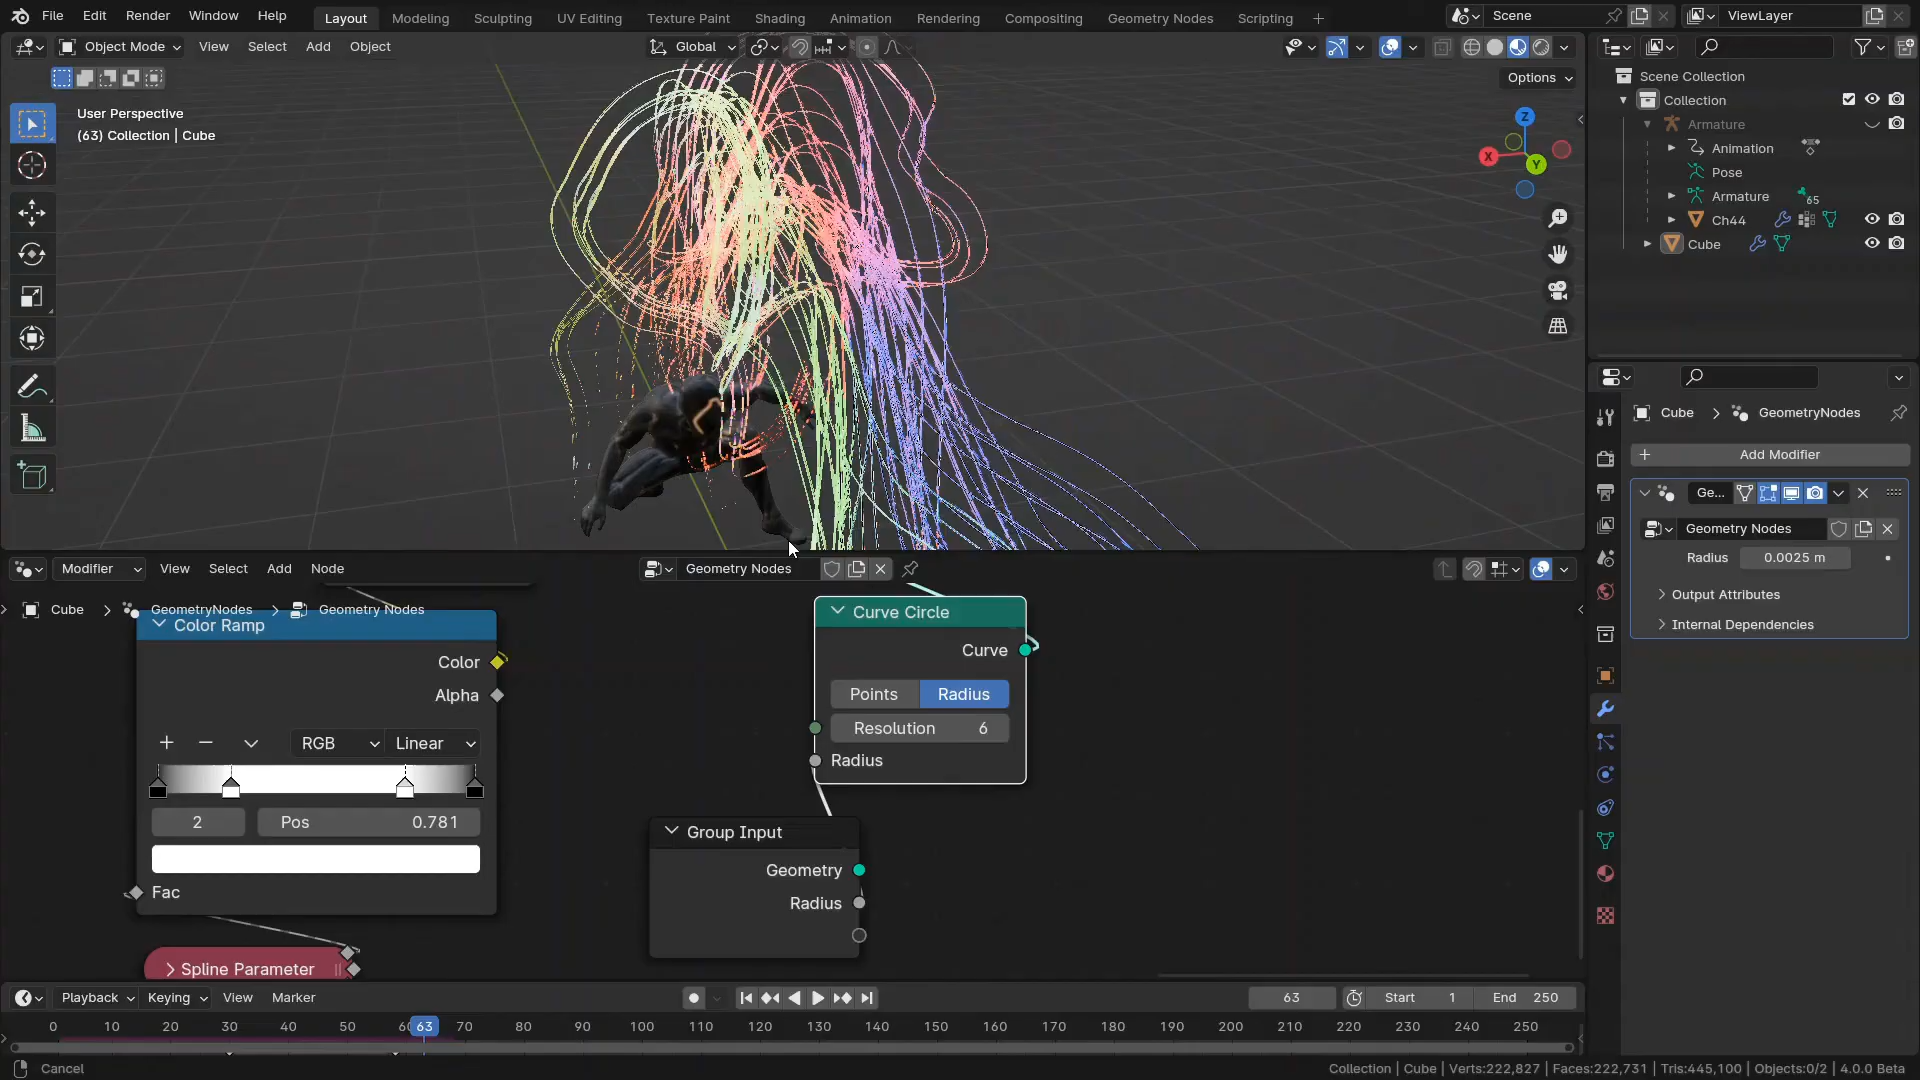 File Edit Render Window Help Layout Modeling Sculpting UV Editing Texture Paint Shading Animation Rendering Compositing Geometry Nodes Scripting + Scene ViewLayer
Object Mode View Select Add Object Global
Options
User Perspective
(63) Collection | Cube
Z
X
Y
Scene Collection
Collection
Armature
Animation
Pose
Armature 65
Ch44
Cube
Cube > GeometryNodes
+ Add Modifier
Ge...
Geometry Nodes
Radius 0.0025 m
Output Attributes
Internal Dependencies
Modifier View Select Add Node Geometry Nodes
Cube > GeometryNodes > Geometry Nodes
Color Ramp
Color
Alpha
RGB Linear
2 Pos 0.781
Fac
Spline Parameter
Curve Circle
Curve
Points Radius
Resolution 6
Radius
Group Input
Geometry
Radius
Playback Keying View Marker 63 Start 1 End 250
0 10 20 30 40 50 60 63 70 80 90 100 110 120 130 140 150 160 170 180 190 200 210 220 230 240 250
Cancel Collection | Cube | Verts:222,827 | Faces:222,731 | Tris:445,100 | Objects:0/2 | 4.0.0 Beta